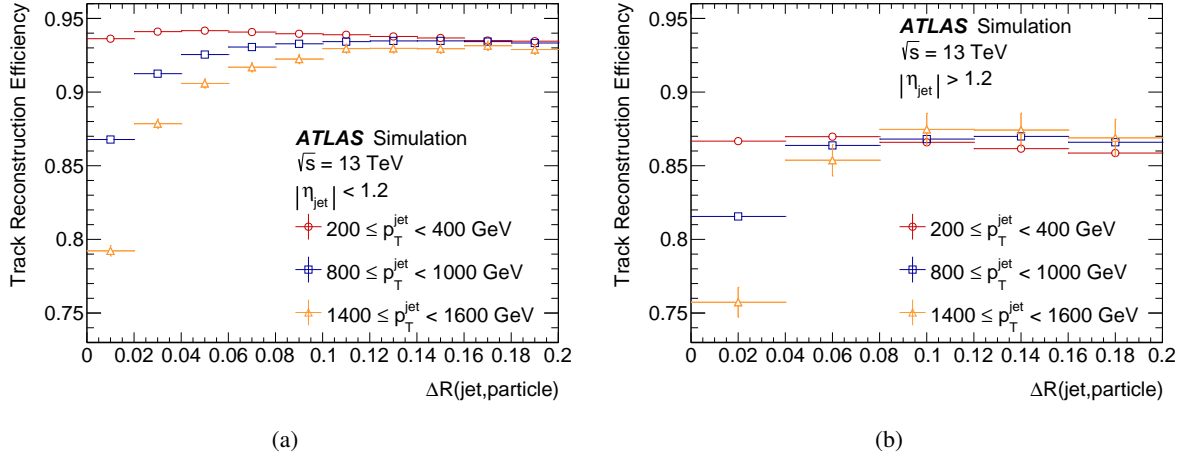 Track Reconstruction Efficiency
0.95
0.9
0.85
0.8
0.75
ATLAS Simulation
√s = 13 TeV
|η_jet| < 1.2
200 ≤ p_T^jet < 400 GeV
800 ≤ p_T^jet < 1000 GeV
1400 ≤ p_T^jet < 1600 GeV
0 0.02 0.04 0.06 0.08 0.1 0.12 0.14 0.16 0.18 0.2
ΔR(jet,particle)
(a)
Track Reconstruction Efficiency
0.95
0.9
0.85
0.8
0.75
ATLAS Simulation
√s = 13 TeV
|η_jet| > 1.2
200 ≤ p_T^jet < 400 GeV
800 ≤ p_T^jet < 1000 GeV
1400 ≤ p_T^jet < 1600 GeV
0 0.02 0.04 0.06 0.08 0.1 0.12 0.14 0.16 0.18 0.2
ΔR(jet,particle)
(b)